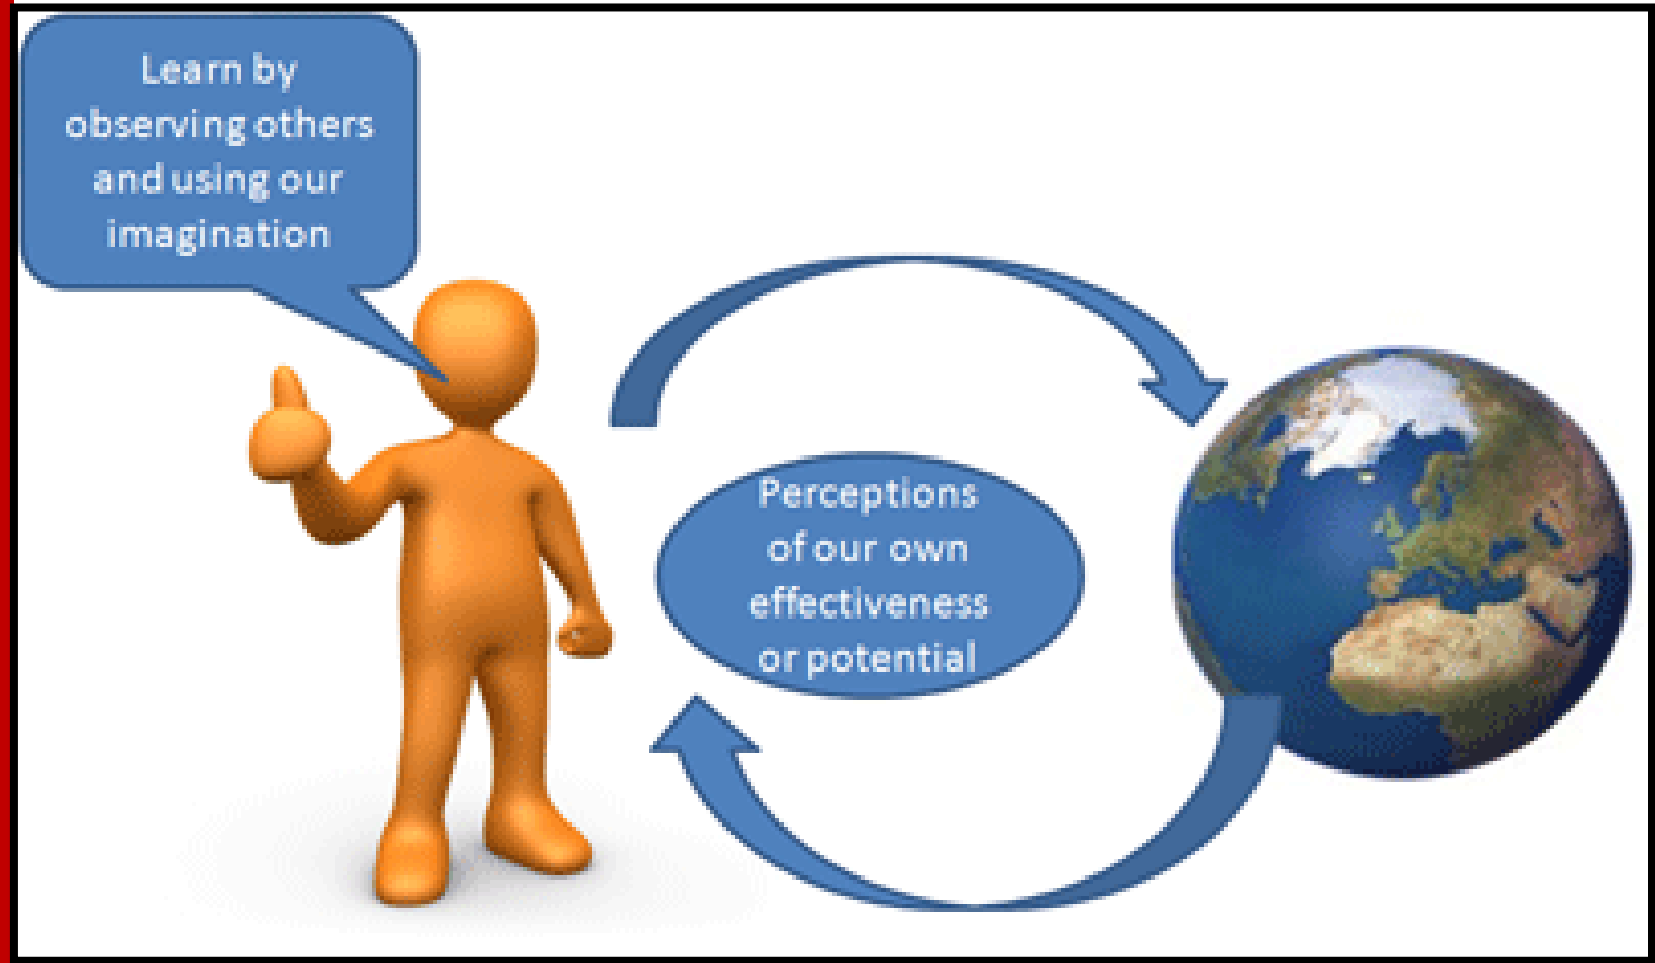 Learn by
observing others
and using our
imagination
Perceptions
of our own
effectiveness
or potential